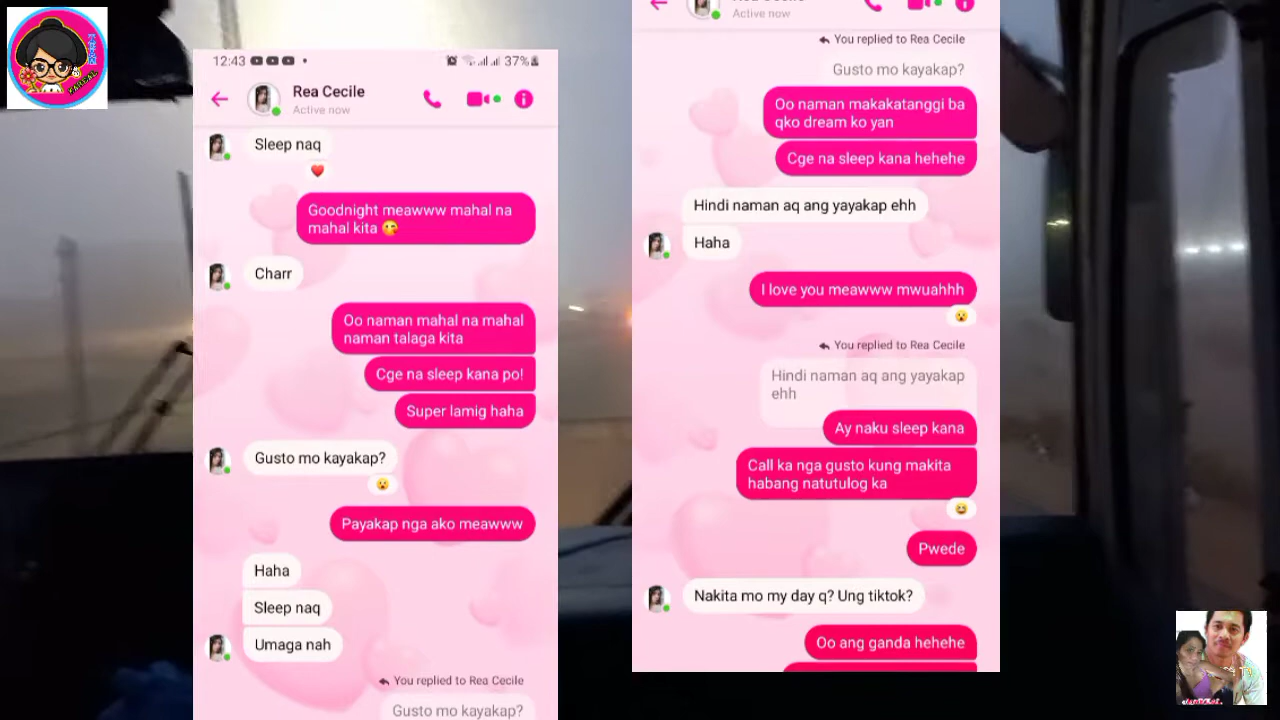 12:43
37%
Rea Cecile
Active now
Sleep naq
Goodnight meawww mahal na
mahal kita
Charr
Oo naman mahal na mahal
naman talaga kita
Cge na sleep kana po!
Super lamig haha
Gusto mo kayakap?
Payakap nga ako meawww
Haha
Sleep naq
Umaga nah
You replied to Rea Cecile
Gusto mo kayakap?
Active now
You replied to Rea Cecile
Gusto mo kayakap?
Oo naman makakatanggi ba
qko dream ko yan
Cge na sleep kana hehehe
Hindi naman aq ang yayakap ehh
Haha
I love you meawww mwuahhh
You replied to Rea Cecile
Hindi naman aq ang yayakap
ehh
Ay naku sleep kana
Call ka nga gusto kung makita
habang natutulog ka
Pwede
Nakita mo my day q? Ung tiktok?
Oo ang ganda hehehe